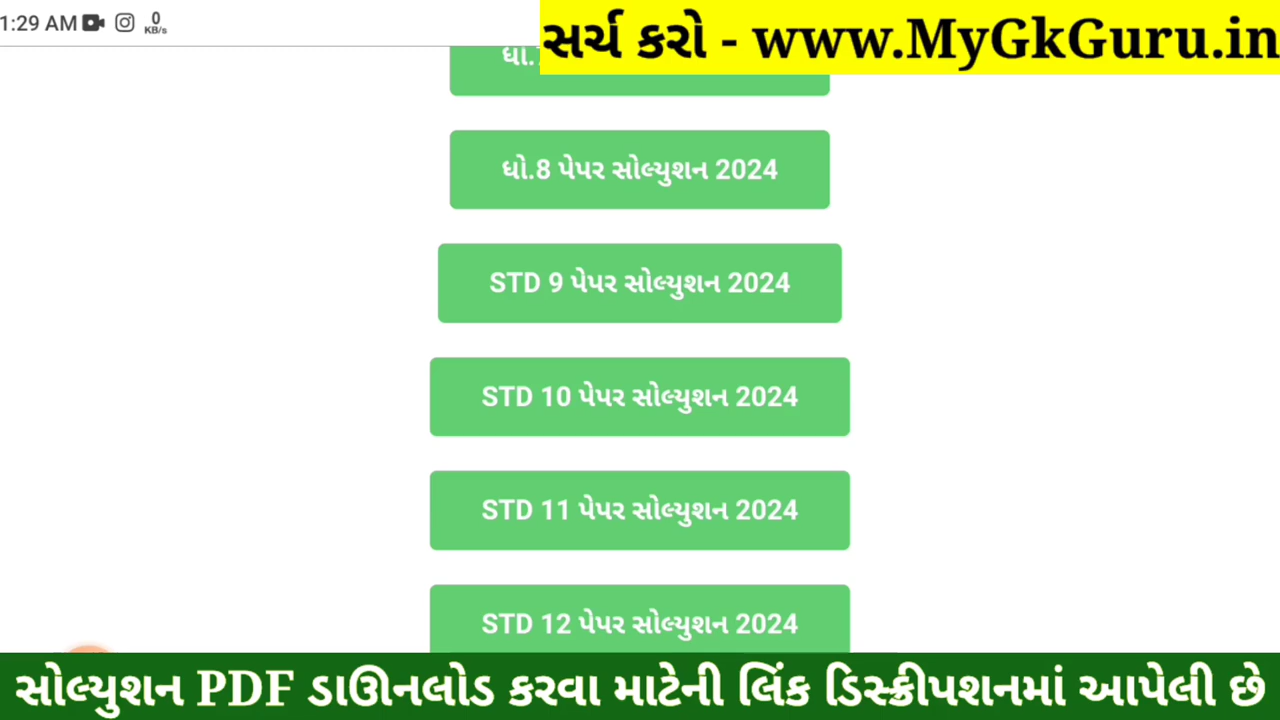 1:29 AM 0 KB/s
સર્ચ કરો - www.MyGkGuru.in
ધો.
ધો.8 પેપર સોલ્યુશન 2024
STD 9 પેપર સોલ્યુશન 2024
STD 10 પેપર સોલ્યુશન 2024
STD 11 પેપર સોલ્યુશન 2024
STD 12 પેપર સોલ્યુશન 2024
સોલ્યુશન PDF ડાઊનલોડ કરવા માટેની લિંક ડિસ્ક્રીપશનમાં આપેલી છે